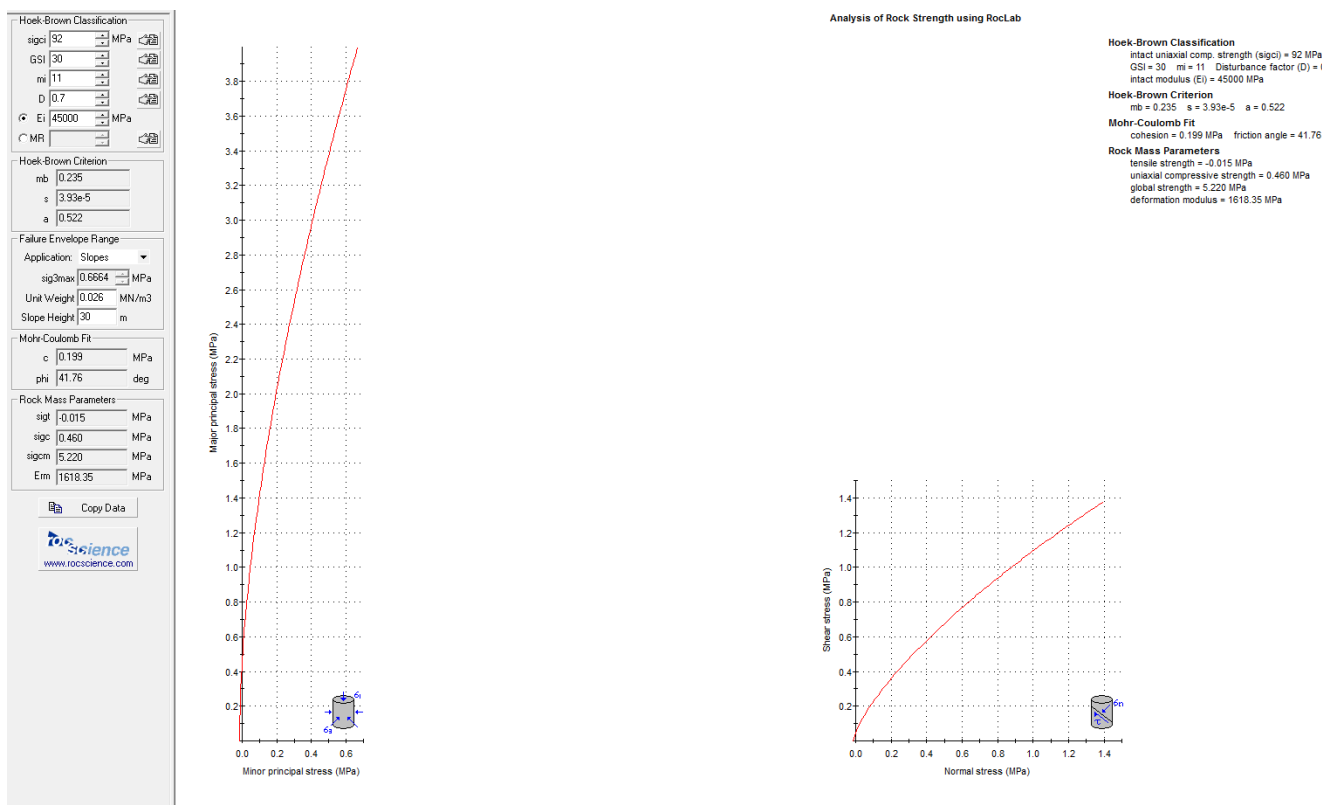 Hoek-Brown Classification
sigci 92 MPa
GSI 30
mi 11
D 0.7
Ei 45000 MPa
MR
Hoek-Brown Criterion
mb 0.235
s 3.93e-5
a 0.522
Failure Envelope Range
Application: Slopes
sig3max 0.6664 MPa
Unit Weight 0.026 MN/m3
Slope Height 30 m
Mohr-Coulomb Fit
c 0.199 MPa
phi 41.76 deg
Rock Mass Parameters
sigt -0.015 MPa
sigc 0.460 MPa
sigcm 5.220 MPa
Erm 1618.35 MPa
Copy Data
rocscience
www.rocscience.com
Major principal stress (MPa)
3.8
3.6
3.4
3.2
3.0
2.8
2.6
2.4
2.2
2.0
1.8
1.6
1.4
1.2
1.0
0.8
0.6
0.4
0.2
σ1
σ3
0.0 0.2 0.4 0.6
Minor principal stress (MPa)
Analysis of Rock Strength using RocLab
Hoek-Brown Classification
intact uniaxial comp. strength (sigci) = 92 MPa
GSI = 30 mi = 11 Disturbance factor (D) =
intact modulus (Ei) = 45000 MPa
Hoek-Brown Criterion
mb = 0.235 s = 3.93e-5 a = 0.522
Mohr-Coulomb Fit
cohesion = 0.199 MPa friction angle = 41.76
Rock Mass Parameters
tensile strength = -0.015 MPa
uniaxial compressive strength = 0.460 MPa
global strength = 5.220 MPa
deformation modulus = 1618.35 MPa
Shear stress (MPa)
1.4
1.2
1.0
0.8
0.6
0.4
0.2
σn
τ
0.0 0.2 0.4 0.6 0.8 1.0 1.2 1.4
Normal stress (MPa)